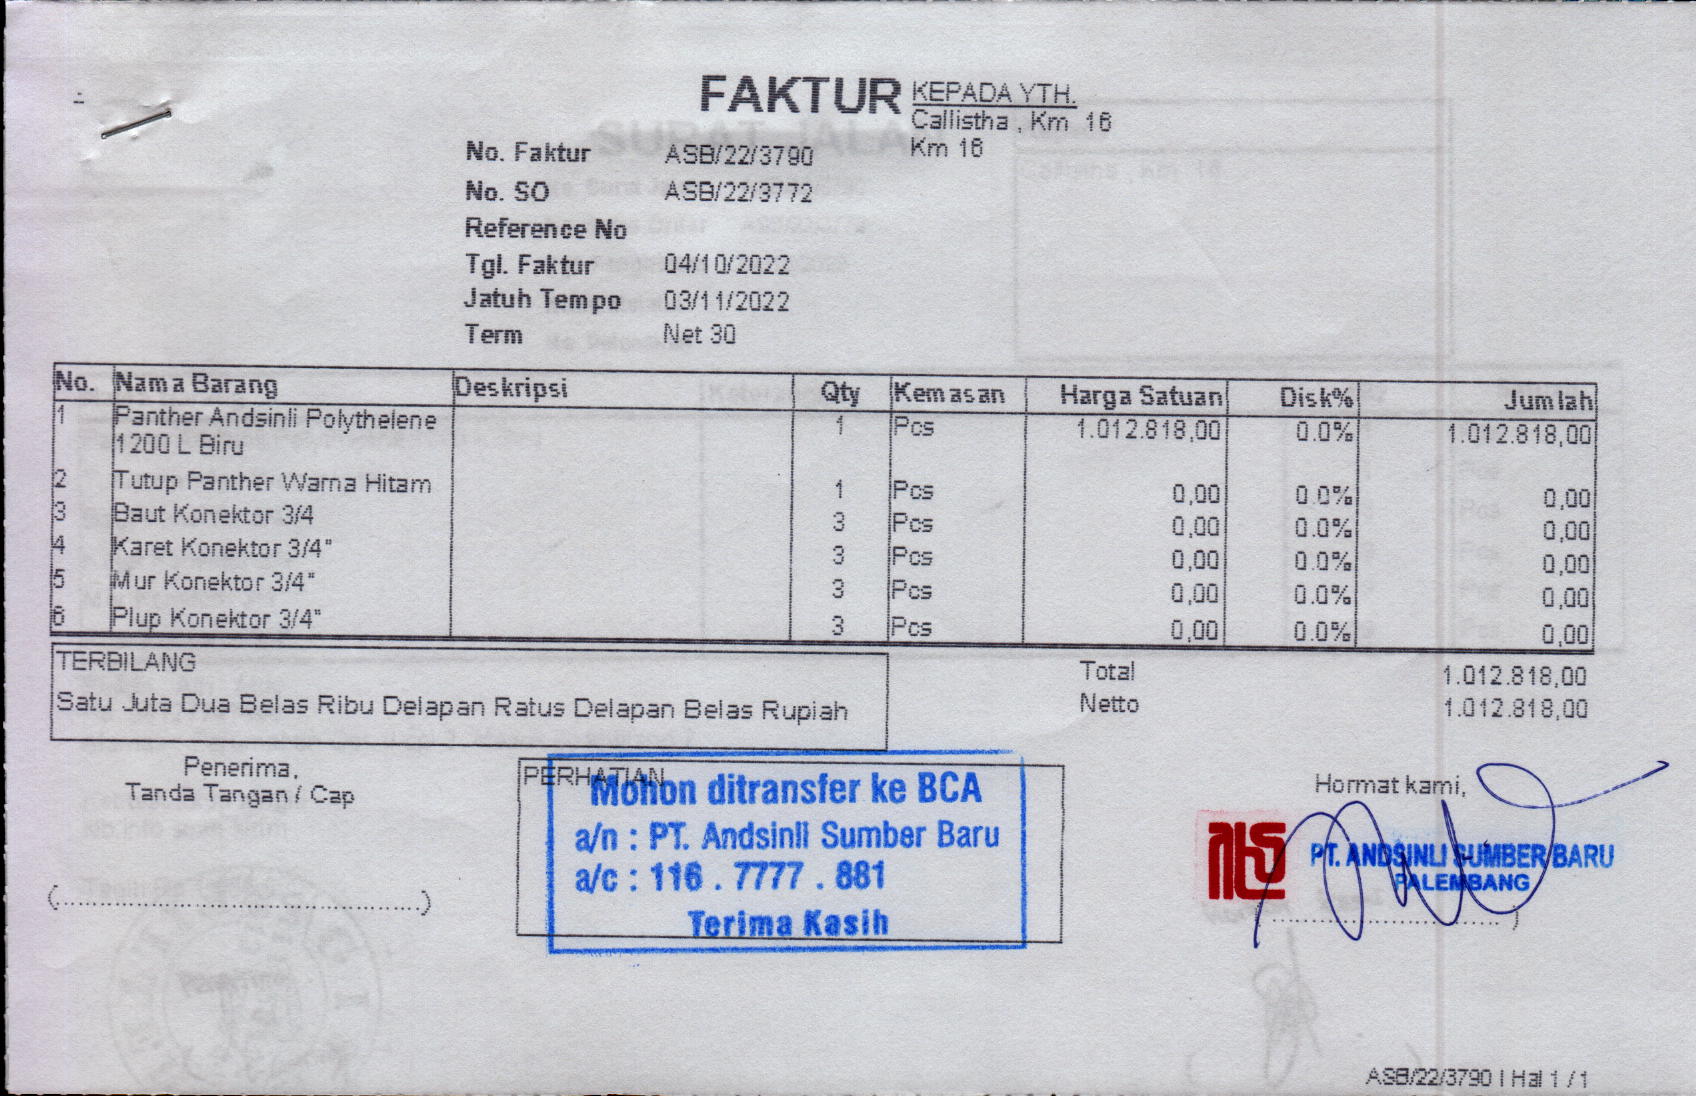 FAKTUR
KEPADA YTH.
Callistha , Km 16
Km 16
No. Faktur ASB/22/3790
No. SO ASB/22/3772
Reference No
Tgl. Faktur 04/10/2022
Jatuh Tempo 03/11/2022
Term Net 30
No. Nama Barang Deskripsi Qty Kemasan Harga Satuan Disk% Jumlah
1 Panther Andsinli Polythelene 1 Pcs 1.012.818,00 0.0% 1.012.818,00
1200 L Biru
2 Tutup Panther Warna Hitam 1 Pcs 0,00 0.0% 0,00
3 Baut Konektor 3/4 3 Pcs 0,00 0.0% 0,00
4 Karet Konektor 3/4" 3 Pcs 0,00 0.0% 0,00
5 Mur Konektor 3/4" 3 Pcs 0,00 0.0% 0,00
6 Plup Konektor 3/4" 3 Pcs 0,00 0.0% 0,00
TERBILANG
Satu Juta Dua Belas Ribu Delapan Ratus Delapan Belas Rupiah
Total 1.012.818,00
Netto 1.012.818,00
Penerima,
Tanda Tangan / Cap
(........................................)
PERHATIAN
Mohon ditransfer ke BCA
a/n : PT. Andsinli Sumber Baru
a/c : 116 . 7777 . 881
Terima Kasih
Hormat kami,
PT. ANDSINLI SUMBER BARU
PALEMBANG
ASB/22/3790 | Hal 1 / 1